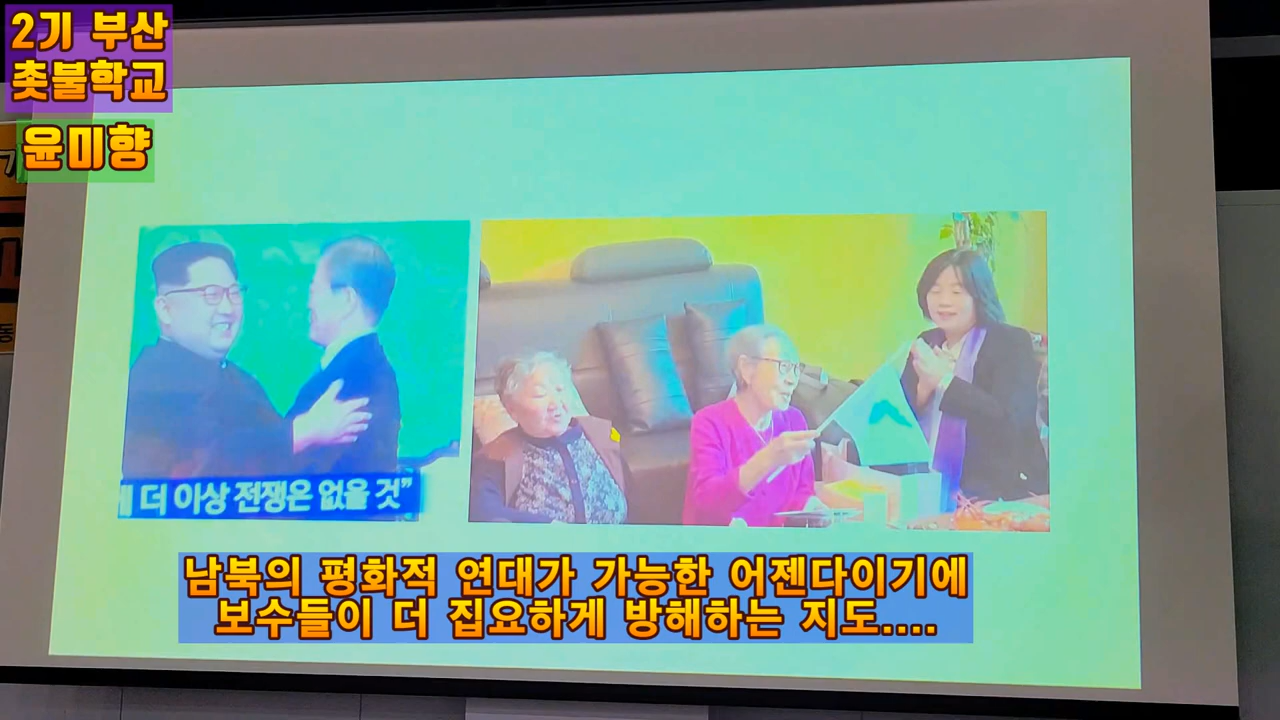 2기 부산
촛불학교
윤미향
더 이상 전쟁은 없을 것”
남북의 평화적 연대가 가능한 어젠다이기에
보수들이 더 집요하게 방해하는 지도....